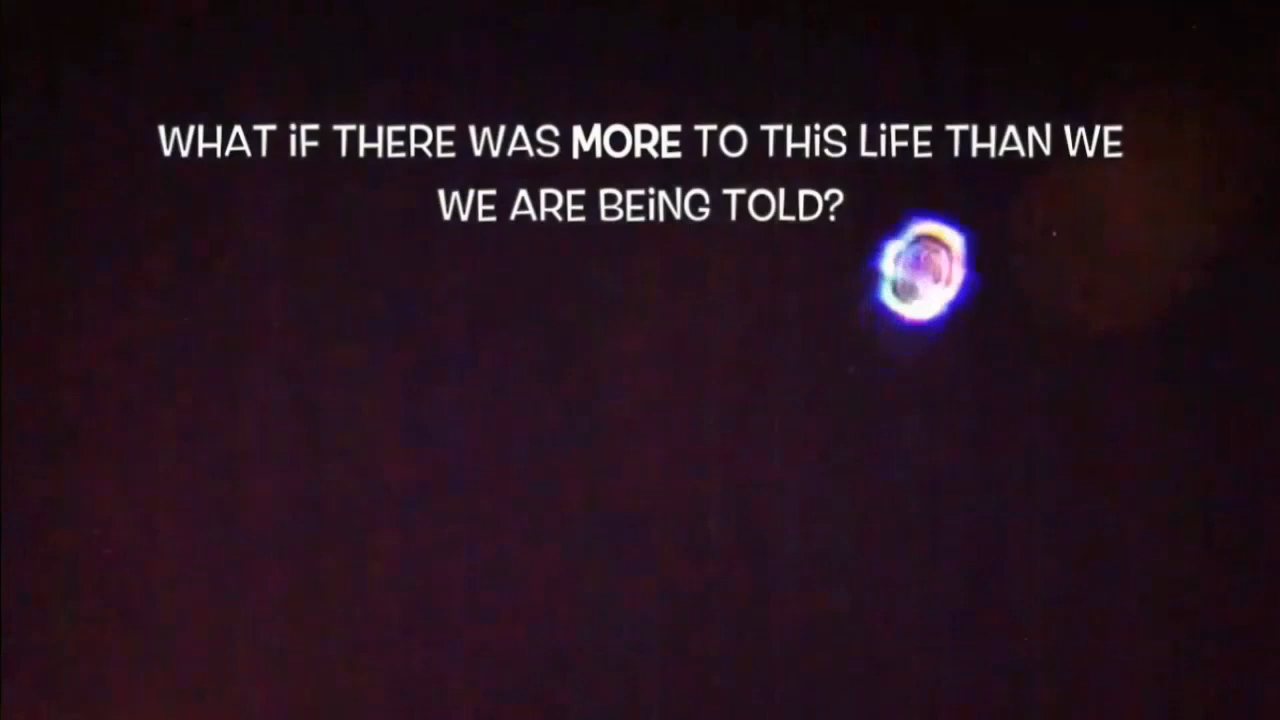 WHAT iF THERE WAS MORE TO THiS LiFE THAN WE
WE ARE BEiNG TOLD?